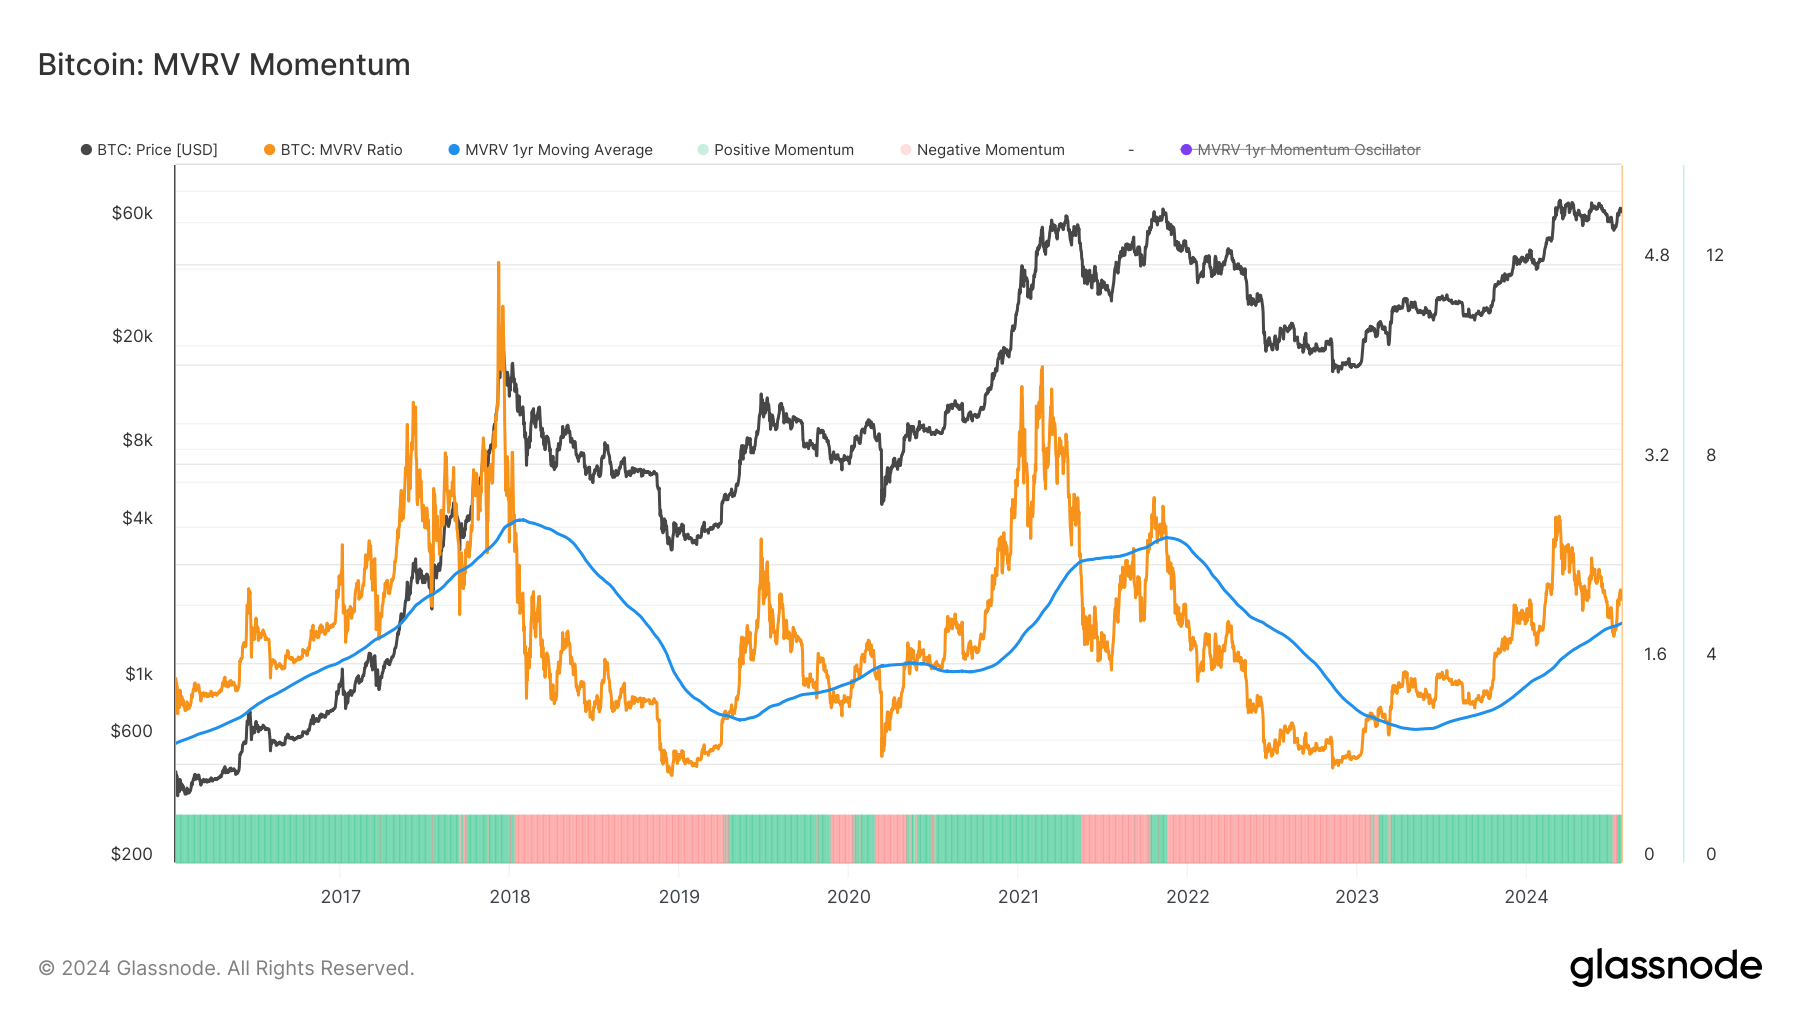 Bitcoin: MVRV Momentum
BTC: Price [USD] BTC: MVRV Ratio MVRV 1yr Moving Average Positive Momentum Negative Momentum - MVRV 1yr Momentum Oscillator
$60k
4.8 12
$20k
$8k
3.2 8
$4k
$1k
1.6 4
$600
$200
0 0
2017 2018 2019 2020 2021 2022 2023 2024
© 2024 Glassnode. All Rights Reserved.
glassnode